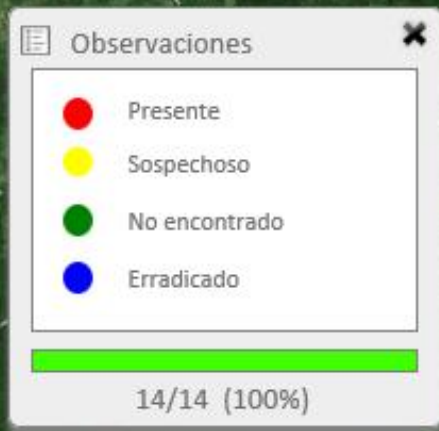 Observaciones
Presente
Sospechoso
No encontrado
Erradicado
14/14 (100%)